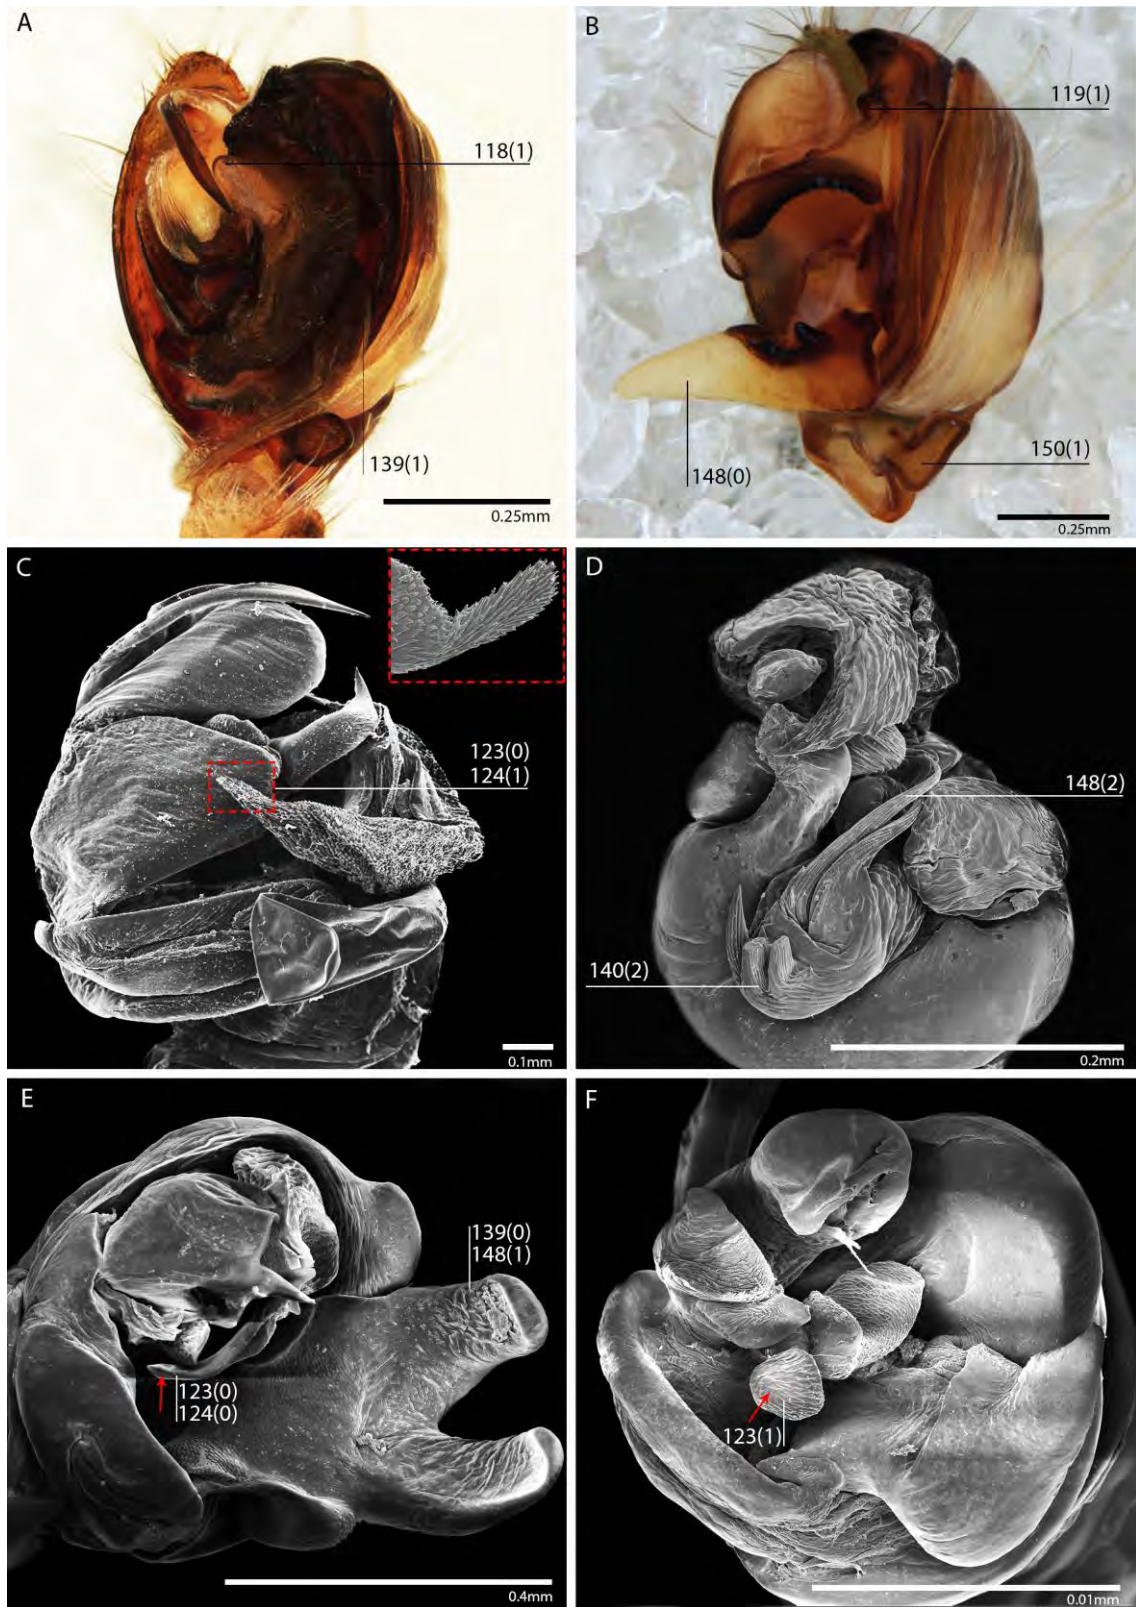 A
118(1)
139(1)
0.25mm
B
119(1)
150(1)
148(0)
0.25mm
C
123(0)
124(1)
0.1mm
D
148(2)
140(2)
0.2mm
E
139(0)
148(1)
123(0)
124(0)
0.4mm
F
123(1)
0.01mm